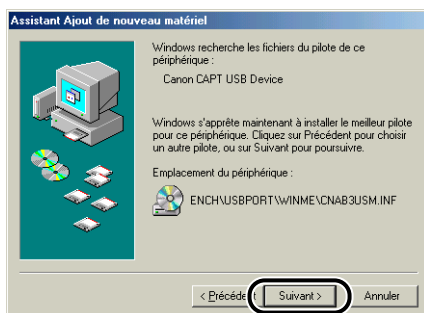 Assistant Ajout de nouveau matériel
Windows recherche les fichiers du pilote de ce
périphérique :
Canon CAPT USB Device
Windows s'apprête maintenant à installer le meilleur pilote
pour ce périphérique. Cliquez sur Précédent pour choisir
un autre pilote, ou sur Suivant pour poursuivre.
Emplacement du périphérique :
ENCH\USBPORT\WINME\CNAB3USM.INF
< Précédent
Suivant >
Annuler